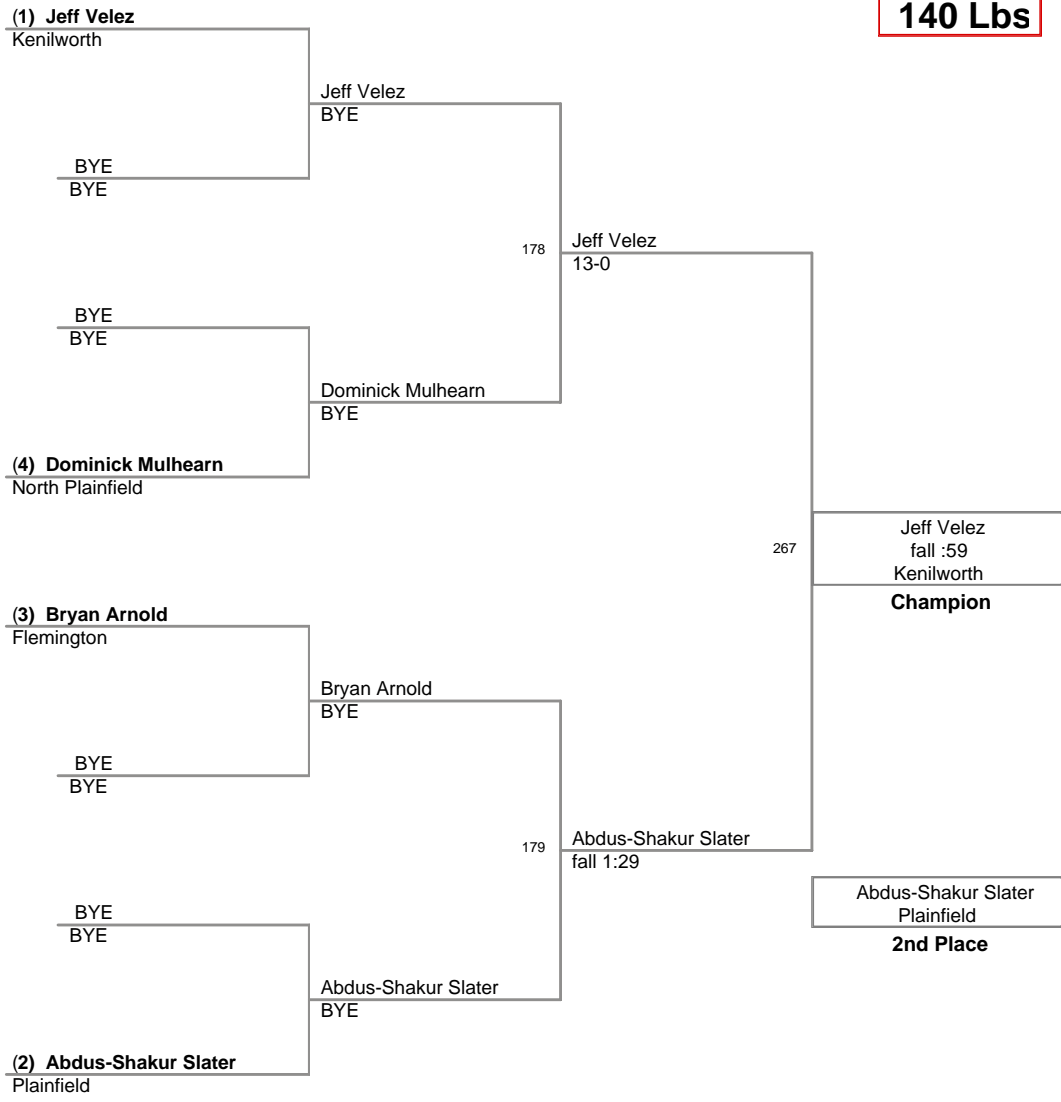 (1) Jeff Velez
140 Lbs
Kenilworth
Jeff Velez
BYE
BYE
BYE
178
Jeff Velez
13-0
BYE
BYE
Dominick Mulhearn
BYE
(4) Dominick Mulhearn
North Plainfield
267
Jeff Velez
fall :59
Kenilworth
Champion
(3) Bryan Arnold
Flemington
Bryan Arnold
BYE
BYE
BYE
179
Abdus-Shakur Slater
fall 1:29
Abdus-Shakur Slater
Plainfield
2nd Place
BYE
BYE
Abdus-Shakur Slater
BYE
(2) Abdus-Shakur Slater
Plainfield